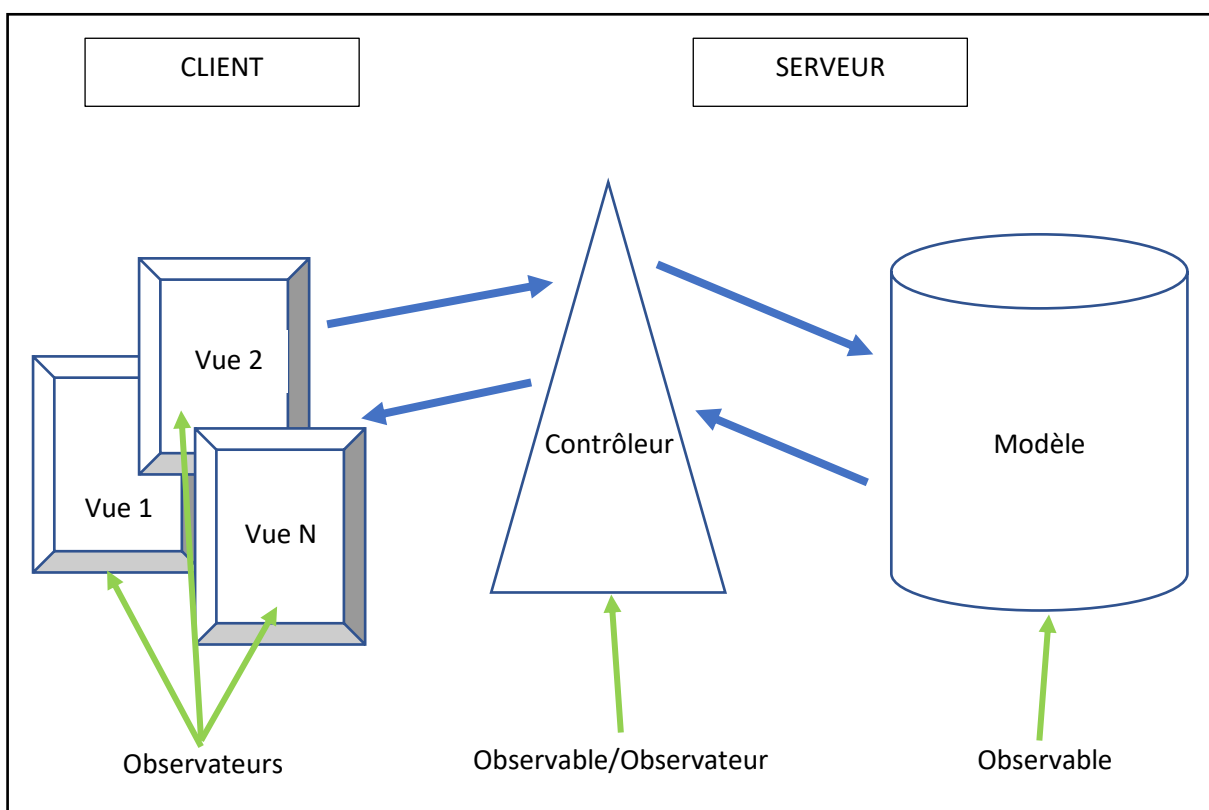 CLIENT
SERVEUR
Vue 2
Contrôleur
Modèle
Vue 1
Vue N
Observateurs
Observable/Observateur
Observable